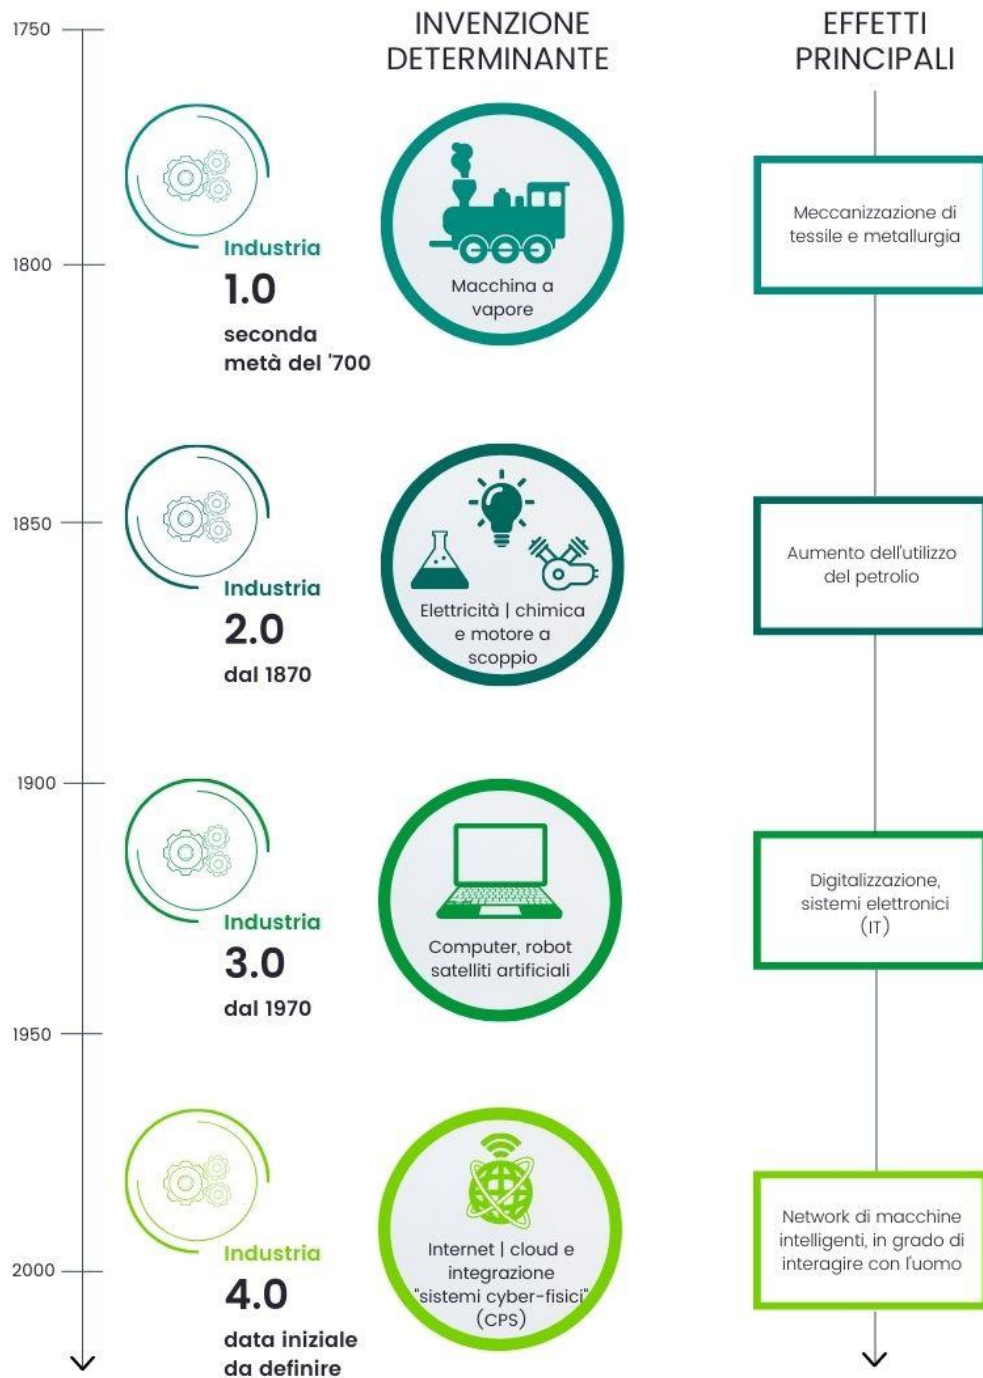 1750
INVENZIONE
DETERMINANTE
EFFETTI
PRINCIPALI
Industria
1.0
seconda
metà del '700
Macchina a
vapore
Meccanizzazione di
tessile e metallurgia
1800
1850
Industria
2.0
dal 1870
Elettricità | chimica
e motore a
scoppio
Aumento dell'utilizzo
del petrolio
1900
Industria
3.0
dal 1970
Computer, robot
satelliti artificiali
Digitalizzazione,
sistemi elettronici
(IT)
1950
Industria
4.0
data iniziale
da definire
Internet | cloud e
integrazione
"sistemi cyber-fisici"
(CPS)
Network di macchine
intelligenti, in grado di
interagire con l'uomo
2000